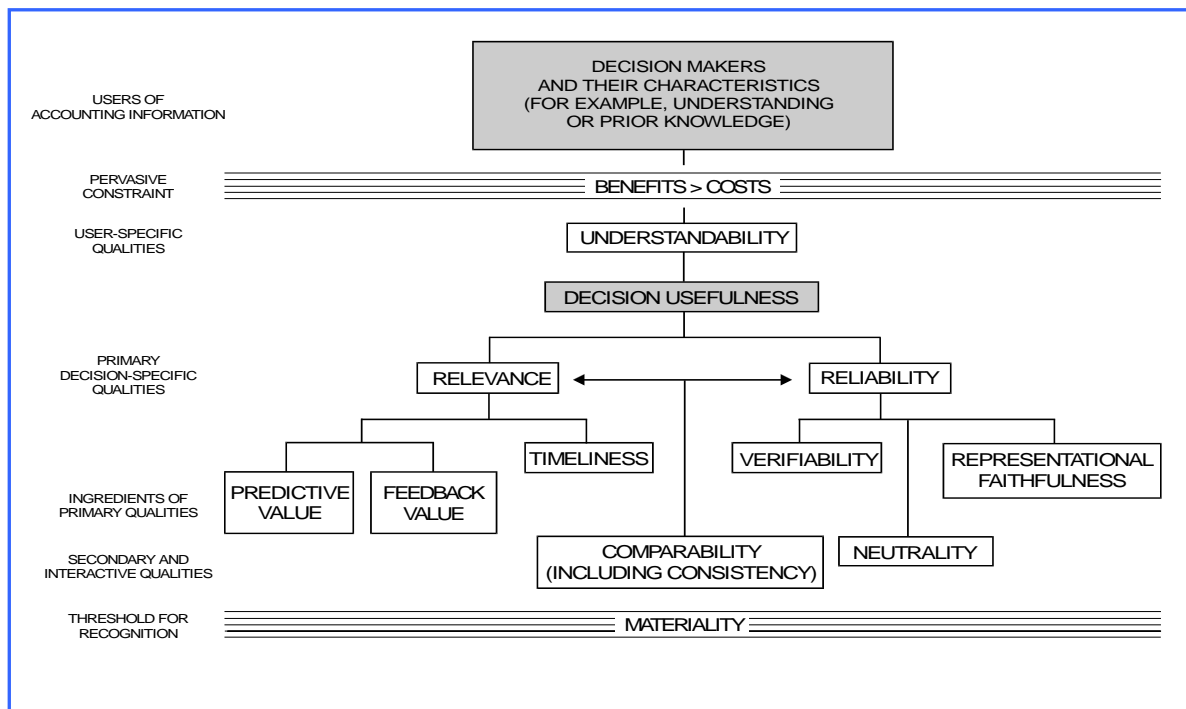 DECISION MAKERS
AND THEIR CHARACTERISTICS
(FOR EXAMPLE, UNDERSTANDING
OR PRIOR KNOWLEDGE)
USERS OF
ACCOUNTING INFORMATION
PERVASIVE
CONSTRAINT
BENEFITS > COSTS
USER-SPECIFIC
QUALITIES
UNDERSTANDABILITY
DECISION USEFULNESS
PRIMARY
DECISION-SPECIFIC
QUALITIES
RELEVANCE
RELIABILITY
TIMELINESS
VERIFIABILITY
REPRESENTATIONAL
FAITHFULNESS
INGREDIENTS OF
PRIMARY QUALITIES
PREDICTIVE
VALUE
FEEDBACK
VALUE
SECONDARY AND
INTERACTIVE QUALITIES
COMPARABILITY
(INCLUDING CONSISTENCY)
NEUTRALITY
THRESHOLD FOR
RECOGNITION
MATERIALITY